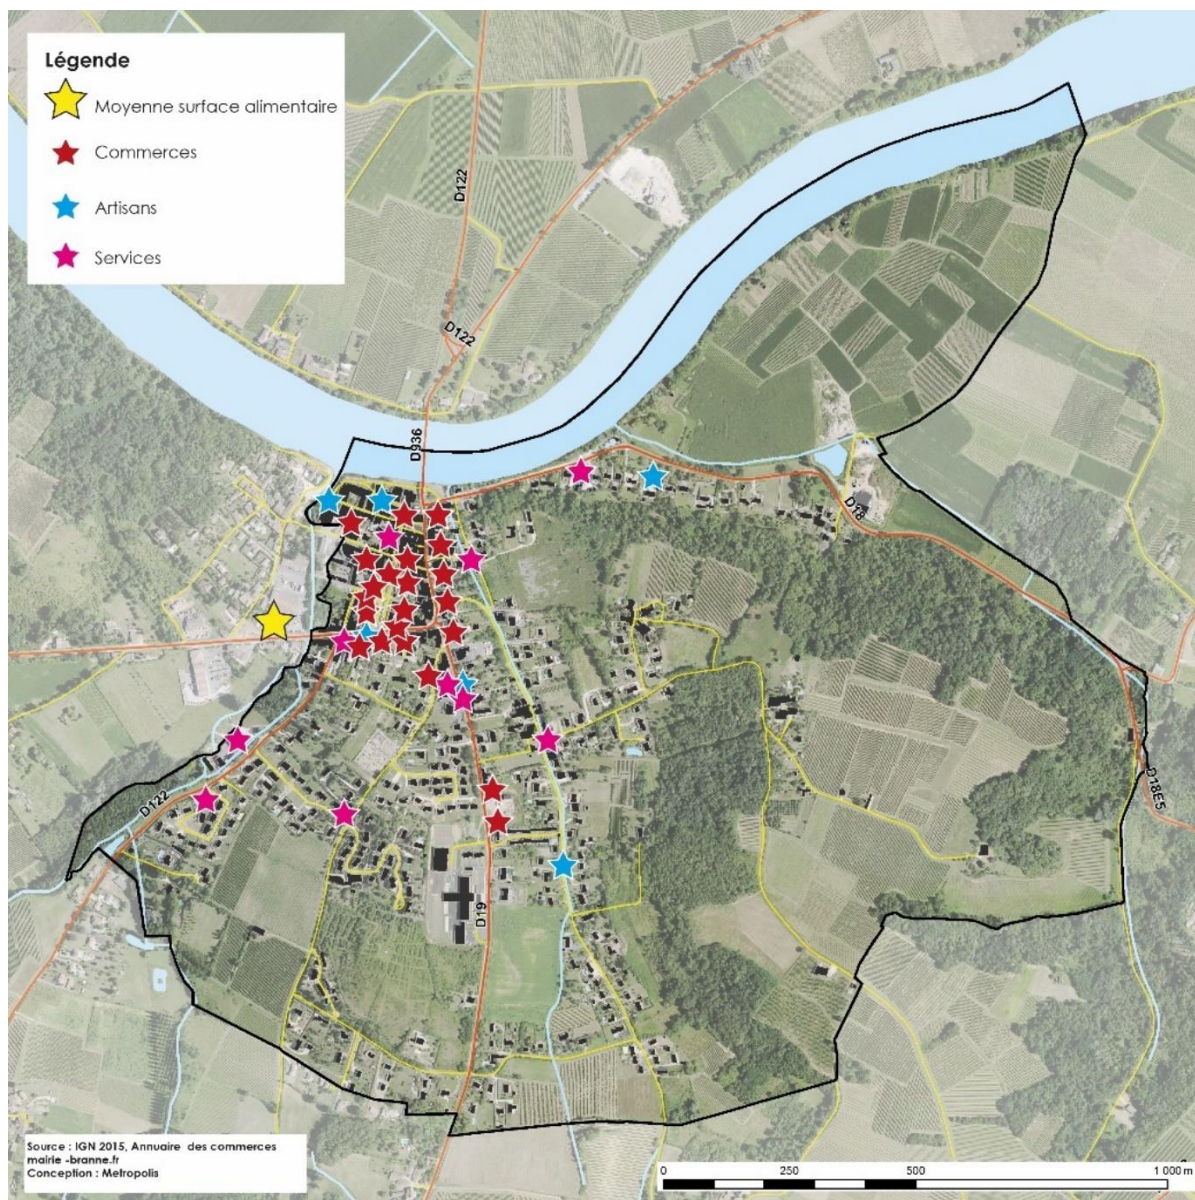 Légende
Moyenne surface alimentaire
Commerces
Artisans
Services
D122
D122
D936
D18
D122
D18E5
D19
Source : IGN 2015, Annuaire des commerces
mairie -branne.fr
Conception : Metropolis
0 250 500 1 000 m